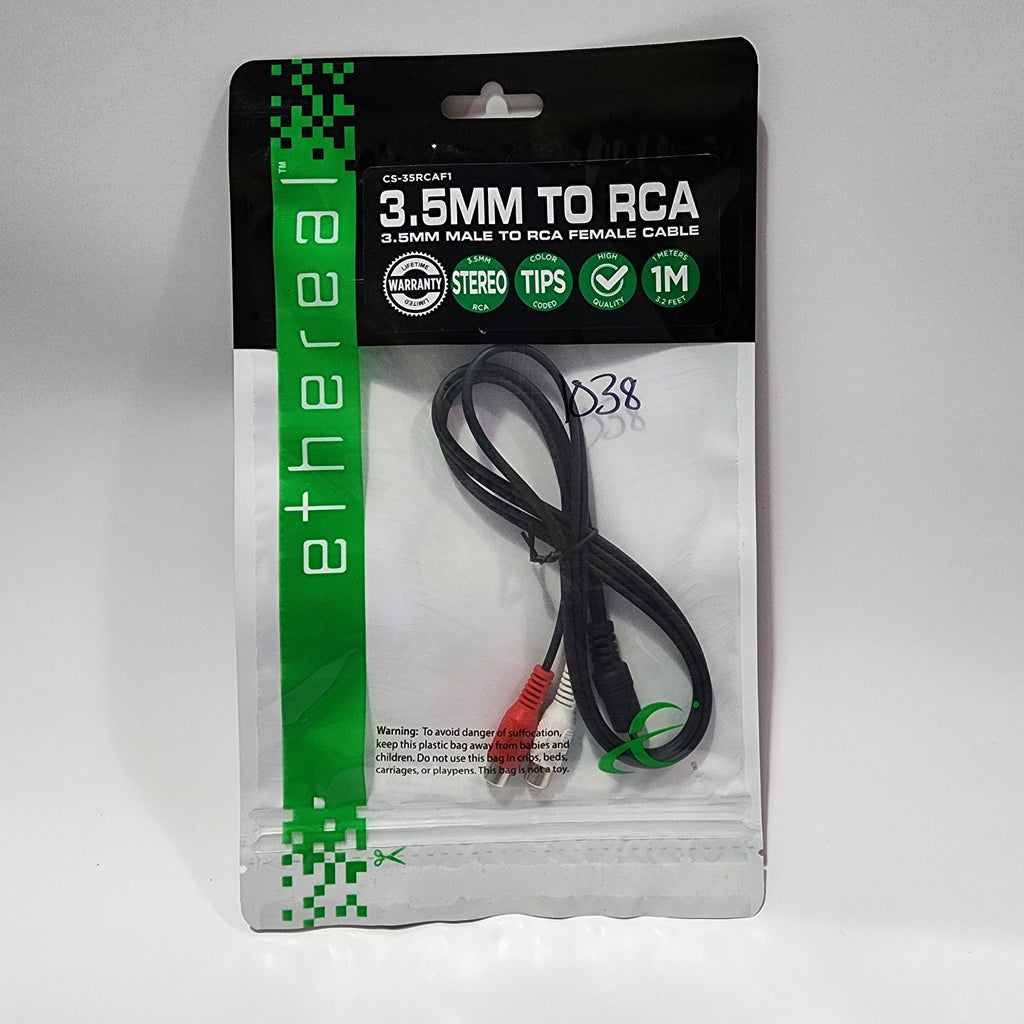 ethereal™
CS-35RCAF1
3.5MM TO RCA
3.5MM MALE TO RCA FEMALE CABLE
LIFETIME
WARRANTY
LIMITED
3.5MM
STEREO
RCA
COLOR
TIPS
CODED
HIGH
QUALITY
1 METERS
1M
3.2 FEET
1038
Warning: To avoid danger of suffocation,
keep this plastic bag away from babies and
children. Do not use this bag in cribs, beds,
carriages, or playpens. This bag is not a toy.
®